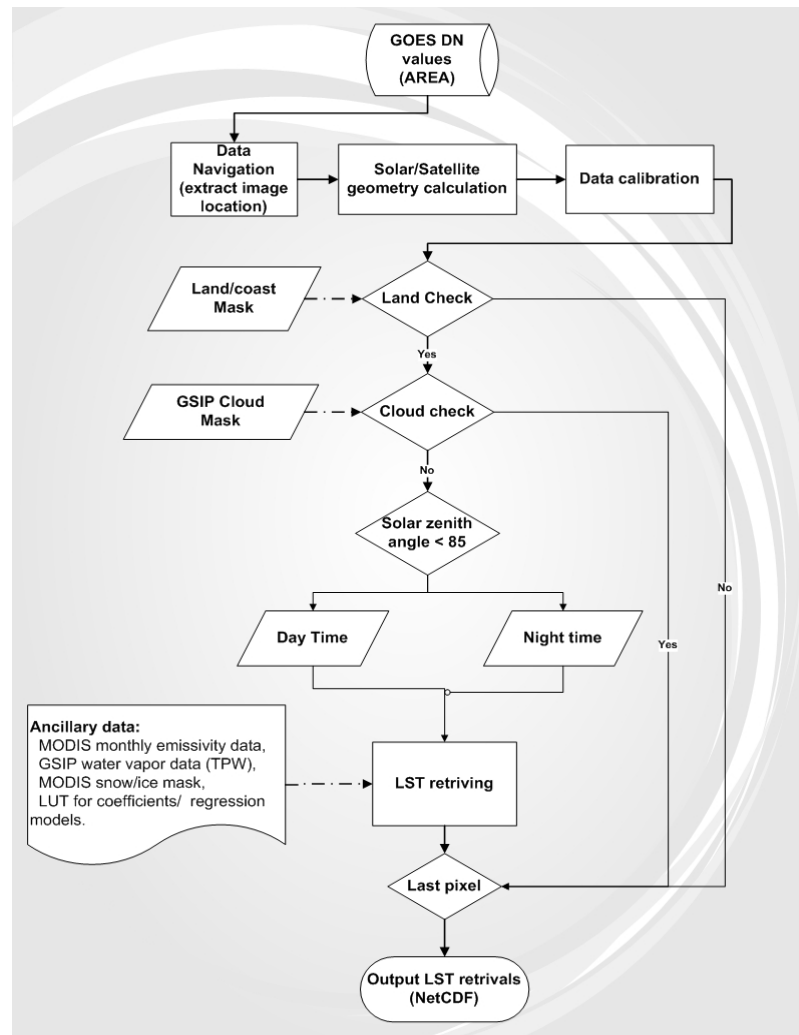 GOES DN
values
(AREA)
Data
Navigation
(extract image
location)
Solar/Satellite
geometry calculation
Data calibration
Land/coast
Mask
Land Check
Yes
GSIP Cloud
Mask
Cloud check
No
Solar zenith
angle < 85
No
Day Time
Night time
Yes
Ancillary data:
MODIS monthly emissivity data,
GSIP water vapor data (TPW),
MODIS snow/ice mask,
LUT for coefficients/ regression
models.
LST retriving
Last pixel
Output LST retrivals
(NetCDF)